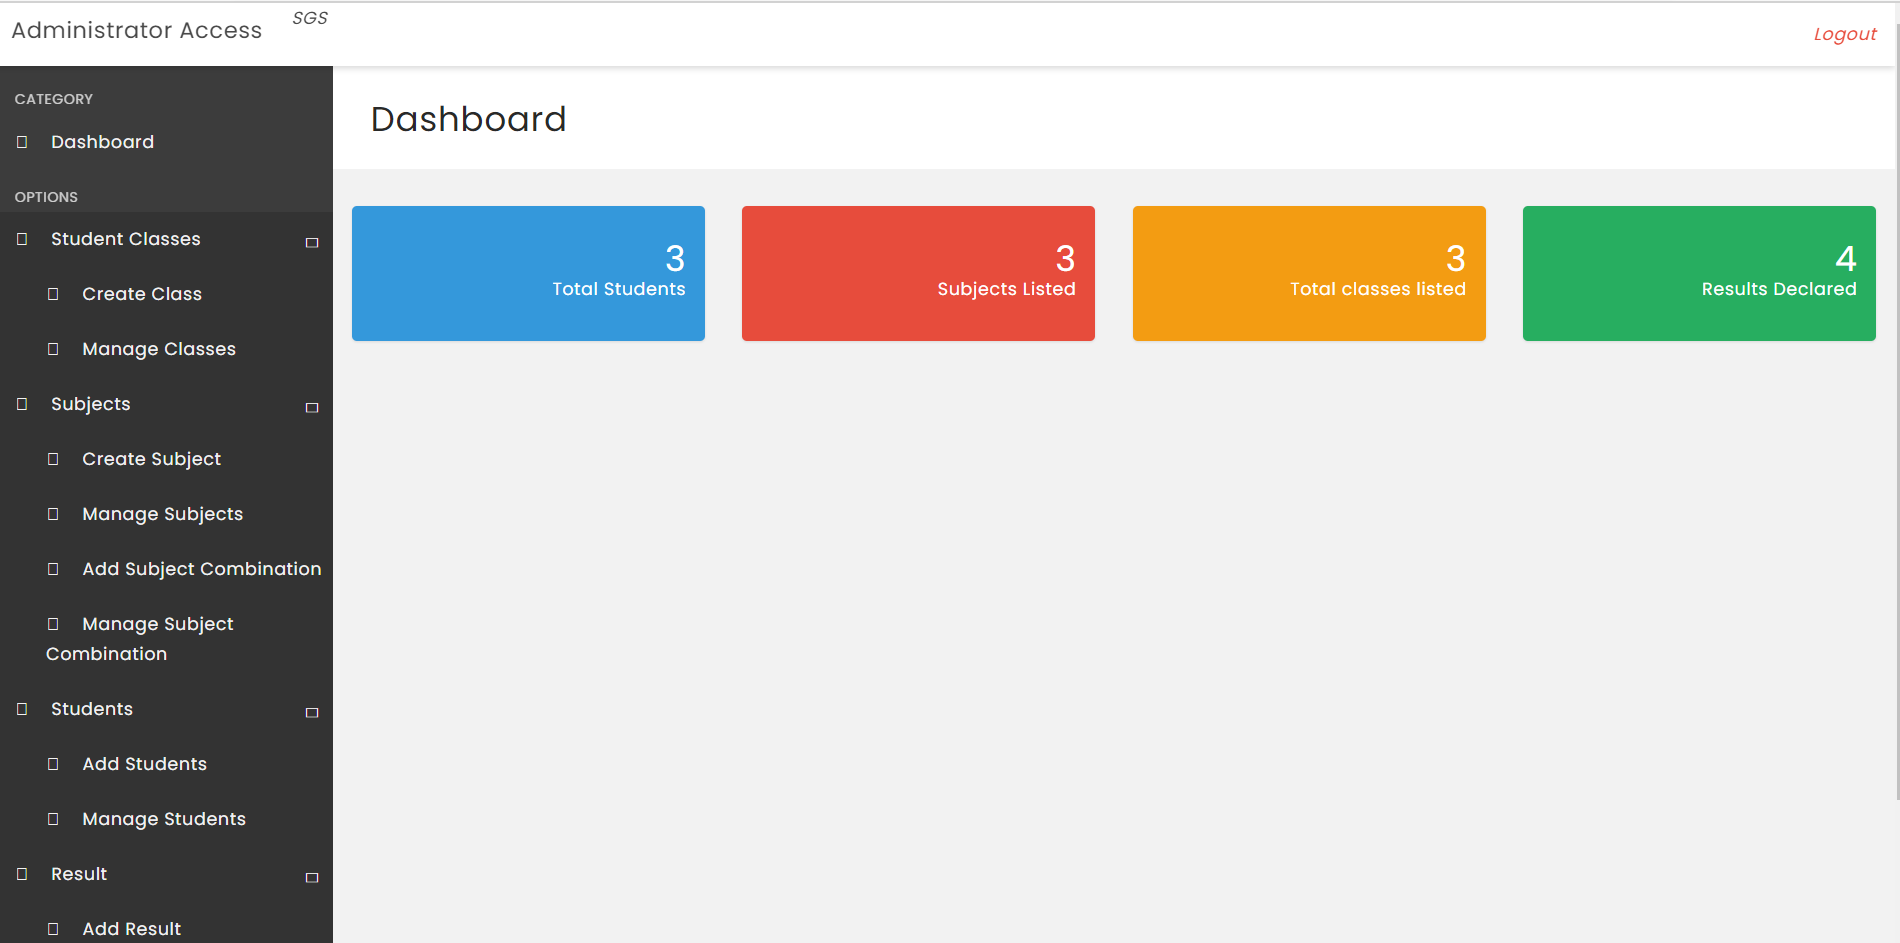 Administrator Access
SGS
Logout
CATEGORY
Dashboard
OPTIONS
Student Classes
Create Class
Manage Classes
Subjects
Create Subject
Manage Subjects
Add Subject Combination
Manage Subject
Combination
Students
Add Students
Manage Students
Result
Add Result
Dashboard
3
Total Students
3
Subjects Listed
3
Total classes listed
4
Results Declared